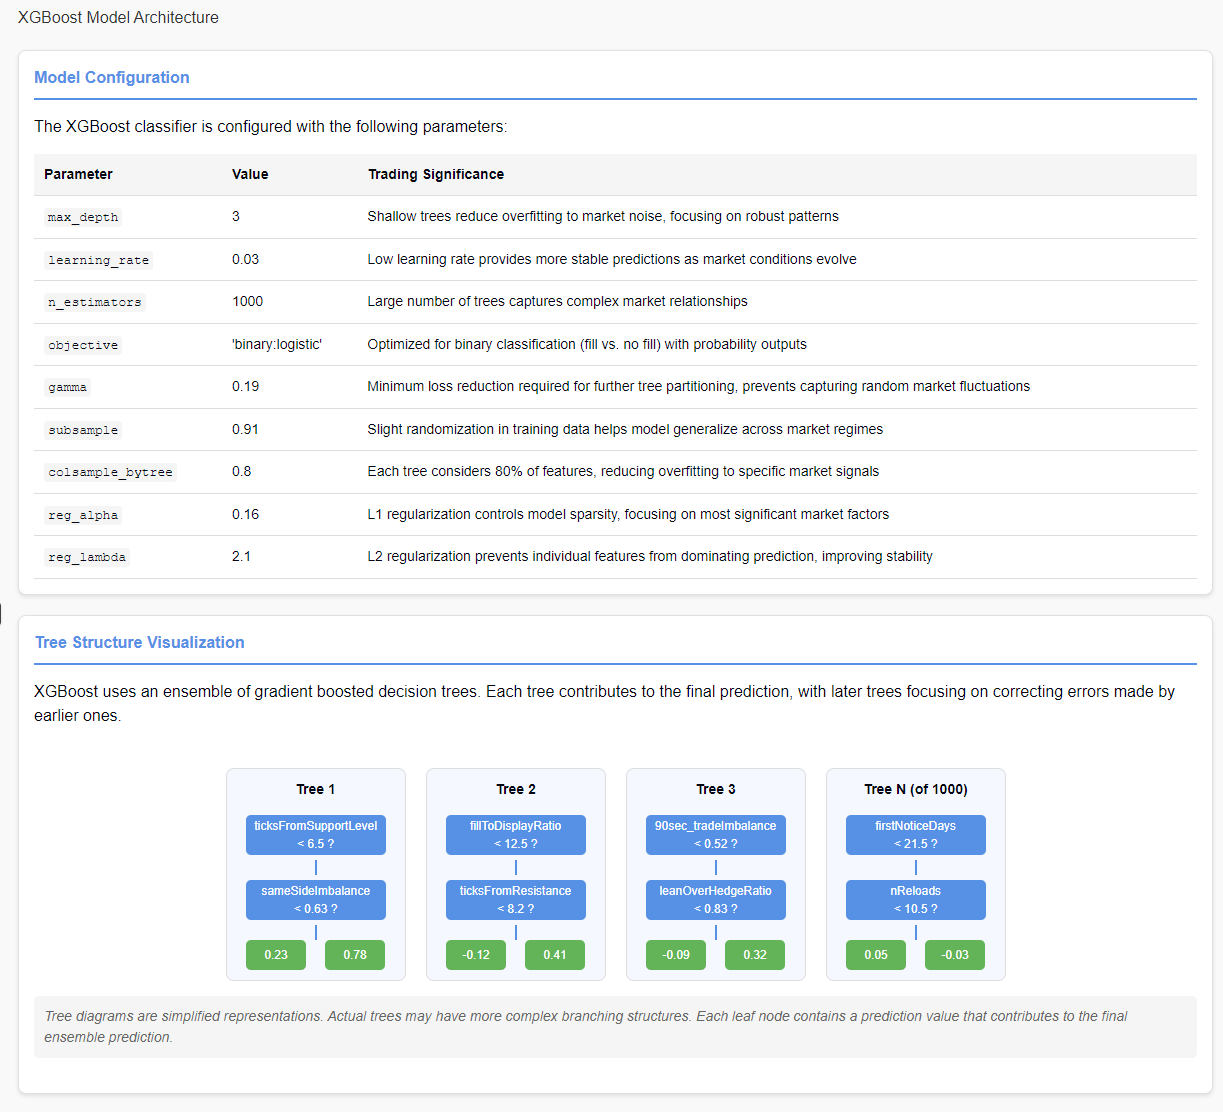 XGBoost Model Architecture
Model Configuration
The XGBoost classifier is configured with the following parameters:
Parameter Value Trading Significance
max_depth 3 Shallow trees reduce overfitting to market noise, focusing on robust patterns
learning_rate 0.03 Low learning rate provides more stable predictions as market conditions evolve
n_estimators 1000 Large number of trees captures complex market relationships
objective 'binary:logistic' Optimized for binary classification (fill vs. no fill) with probability outputs
gamma 0.19 Minimum loss reduction required for further tree partitioning, prevents capturing random market fluctuations
subsample 0.91 Slight randomization in training data helps model generalize across market regimes
colsample_bytree 0.8 Each tree considers 80% of features, reducing overfitting to specific market signals
reg_alpha 0.16 L1 regularization controls model sparsity, focusing on most significant market factors
reg_lambda 2.1 L2 regularization prevents individual features from dominating prediction, improving stability
Tree Structure Visualization
XGBoost uses an ensemble of gradient boosted decision trees. Each tree contributes to the final prediction, with later trees focusing on correcting errors made by
earlier ones.
Tree 1
ticksFromSupportLevel
< 6.5 ?
sameSideImbalance
< 0.63 ?
0.23 0.78
Tree 2
fillToDisplayRatio
< 12.5 ?
ticksFromResistance
< 8.2 ?
-0.12 0.41
Tree 3
90sec_tradeImbalance
< 0.52 ?
leanOverHedgeRatio
< 0.83 ?
-0.09 0.32
Tree N (of 1000)
firstNoticeDays
< 21.5 ?
nReloads
< 10.5 ?
0.05 -0.03
Tree diagrams are simplified representations. Actual trees may have more complex branching structures. Each leaf node contains a prediction value that contributes to the final
ensemble prediction.